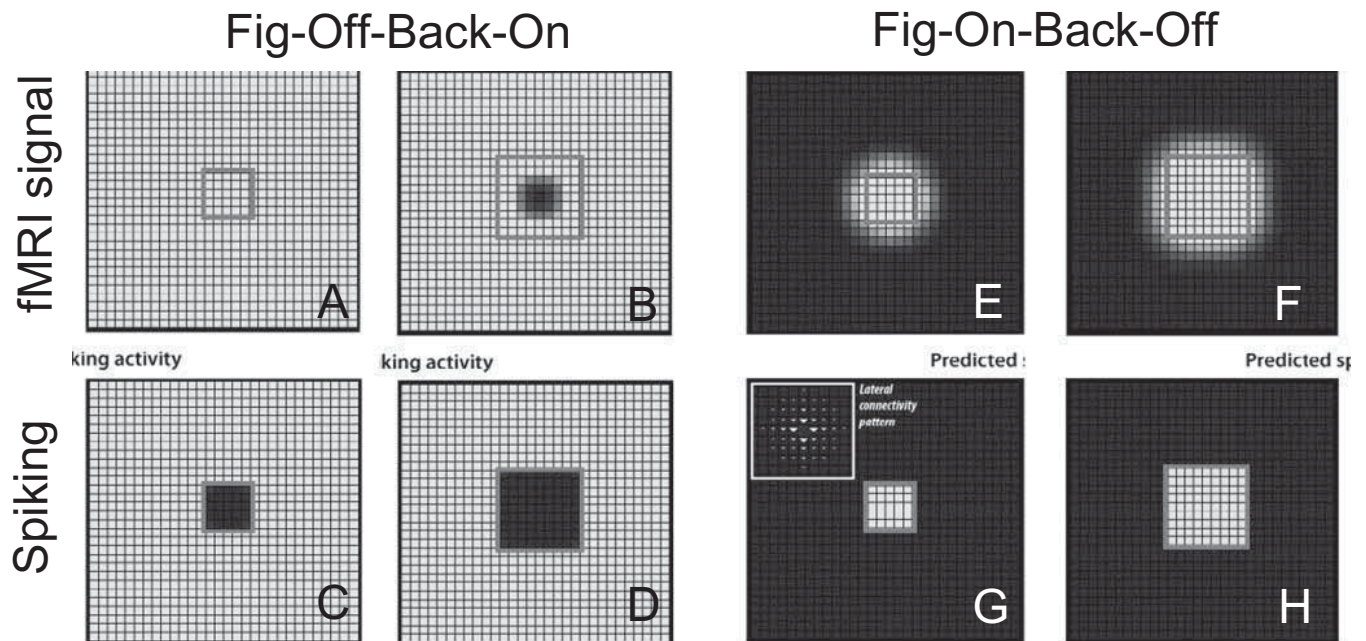 Fig-Off-Back-On
Fig-On-Back-Off
fMRI signal
A
B
E
F
king activity
king activity
Predicted s
Predicted sp
Spiking
Lateral
connectivity
pattern
C
D
G
H